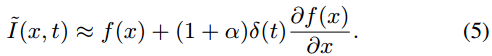 Ĩ(x, t) ≈ f(x) + (1 + α)δ(t) ∂f(x)/∂x. (5)